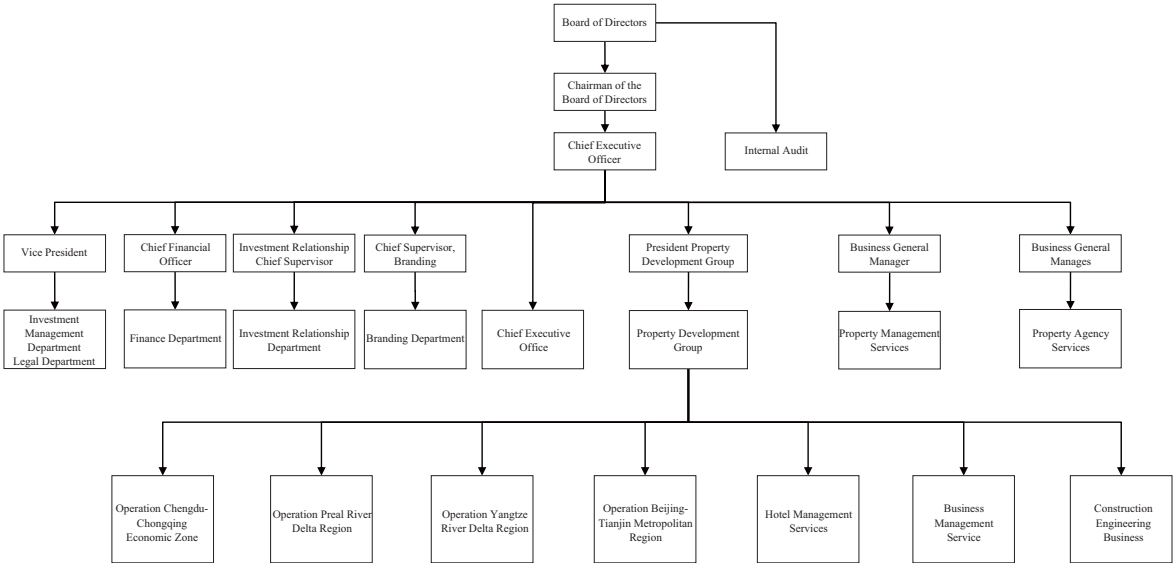 Board of Directors
Chairman of the
Board of Directors
Chief Executive
Officer
Internal Audit
Vice President
Chief Financial
Officer
Investment Relationship
Chief Supervisor
Chief Supervisor,
Branding
President Property
Development Group
Business General
Manager
Business General
Manages
Investment
Management
Department
Legal Department
Finance Department
Investment Relationship
Department
Branding Department
Chief Executive
Office
Property Development
Group
Property Management
Services
Property Agency
Services
Operation Chengdu-
Chongqing
Economic Zone
Operation Preal River
Delta Region
Operation Yangtze
River Delta Region
Operation Beijing-
Tianjin Metropolitan
Region
Hotel Management
Services
Business
Management
Service
Construction
Engineering
Business